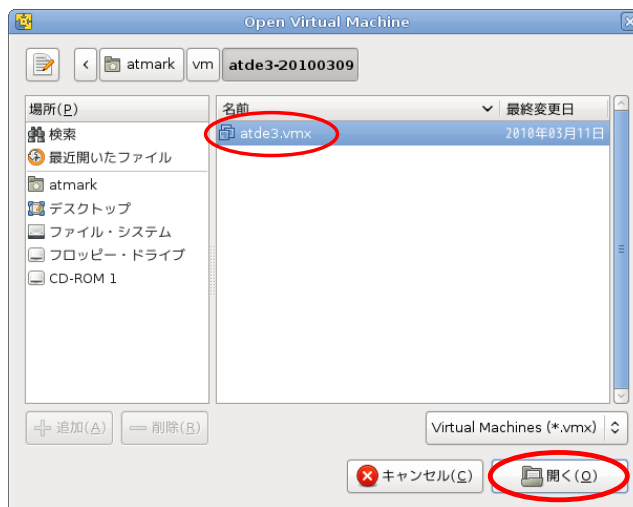 Open Virtual Machine
atmark vm atde3-20100309
場所(P) 名前 最終変更日
検索 atde3.vmx 2010年03月11日
最近開いたファイル
atmark
デスクトップ
ファイル・システム
フロッピー・ドライブ
CD-ROM 1
追加(A) 削除(R) Virtual Machines (*.vmx)
キャンセル(C) 開く(O)